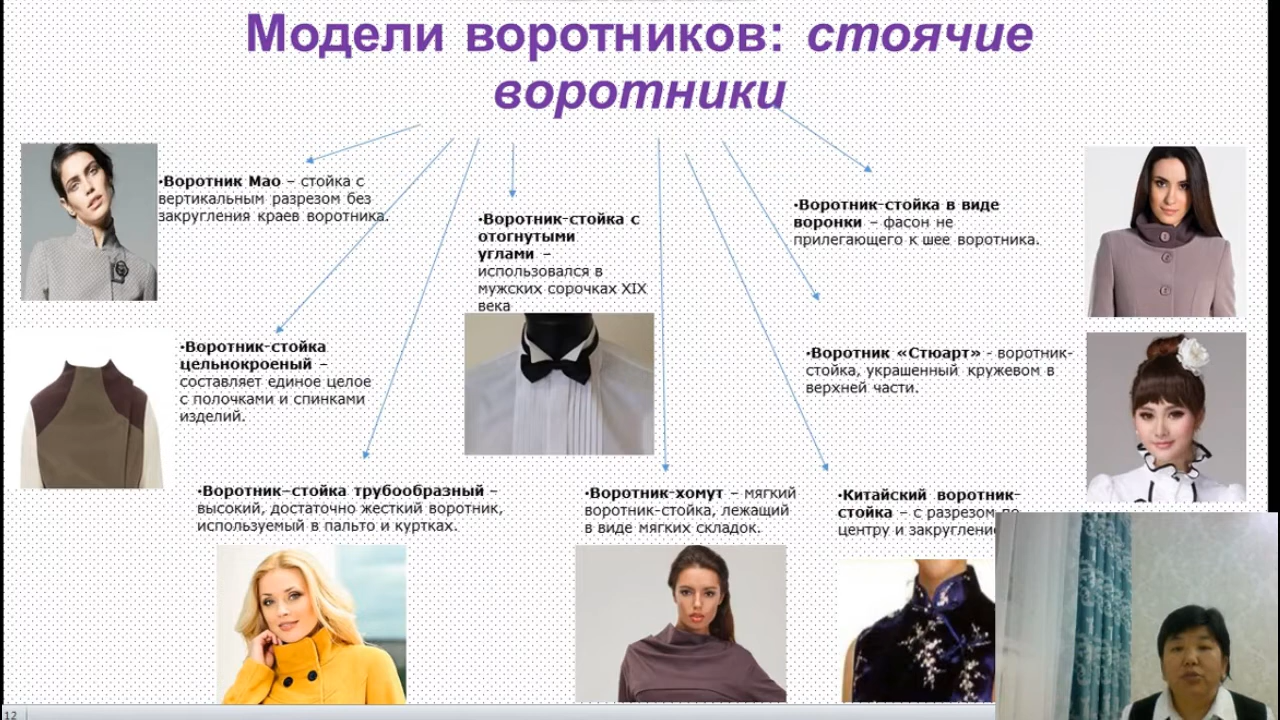 Модели воротников: стоячие
воротники
•Воротник Мао – стойка с
вертикальным разрезом без
закругления краев воротника.
•Воротник-стойка с
отогнутыми
углами –
использовался в
мужских сорочках XIX
века
•Воротник-стойка в виде
воронки – фасон не
прилегающего к шее воротника.
•Воротник-стойка
цельнокроеный –
составляет единое целое
с полочками и спинками
изделий.
•Воротник «Стюарт» - воротник-
стойка, украшенный кружевом в
верхней части.
•Воротник–стойка трубообразный –
высокий, достаточно жесткий воротник,
используемый в пальто и куртках.
•Воротник-хомут – мягкий
воротник-стойка, лежащий
в виде мягких складок.
•Китайский воротник-
стойка – с разрезом по
центру и
12